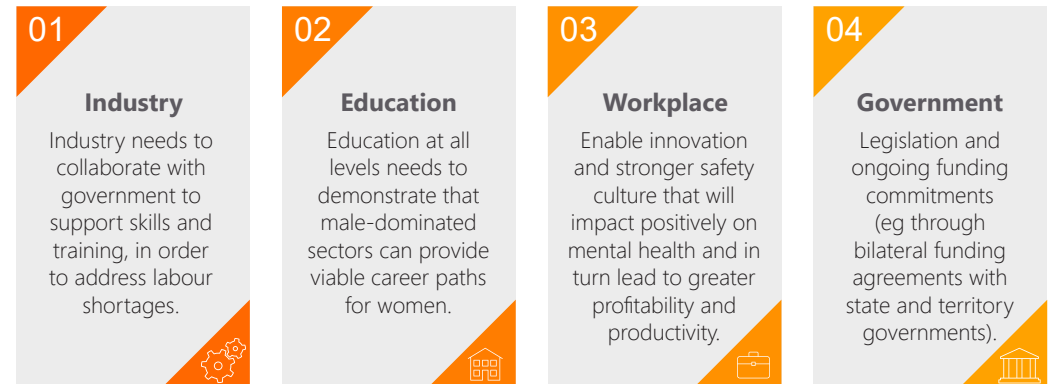 01
Industry
Industry needs to
collaborate with
government to
support skills and
training, in order
to address labour
shortages.
02
Education
Education at all
levels needs to
demonstrate that
male-dominated
sectors can provide
viable career paths
for women.
03
Workplace
Enable innovation
and stronger safety
culture that will
impact positively on
mental health and in
turn lead to greater
profitability and
productivity.
04
Government
Legislation and
ongoing funding
commitments
(eg through
bilateral funding
agreements with
state and territory
governments).